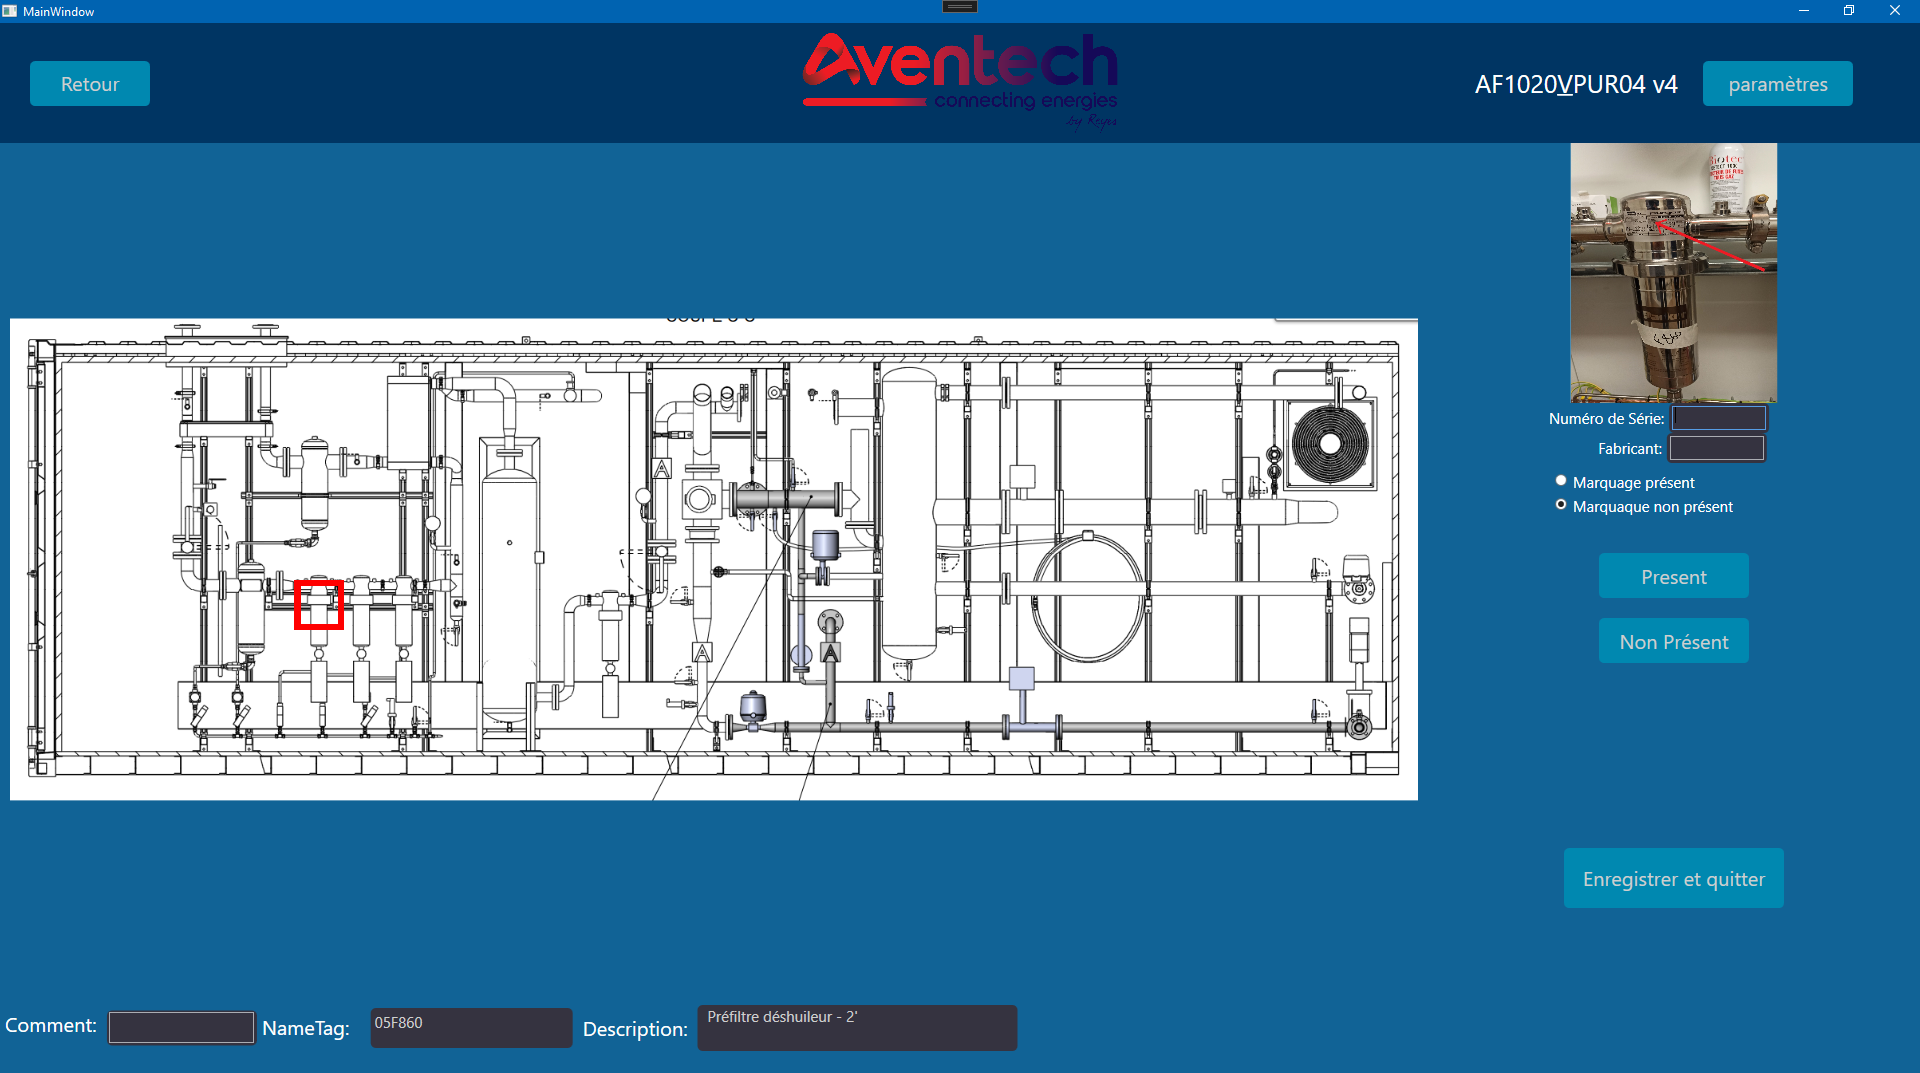 MainWindow
Retour
Aventech
connecting energies
by Reyes
AF1020VPUR04 v4
paramètres
Numéro de Série:
Fabricant:
Marquage présent
Marquaque non présent
Present
Non Présent
Enregistrer et quitter
Comment:
NameTag:
05F860
Description:
Préfiltre déshuileur - 2'